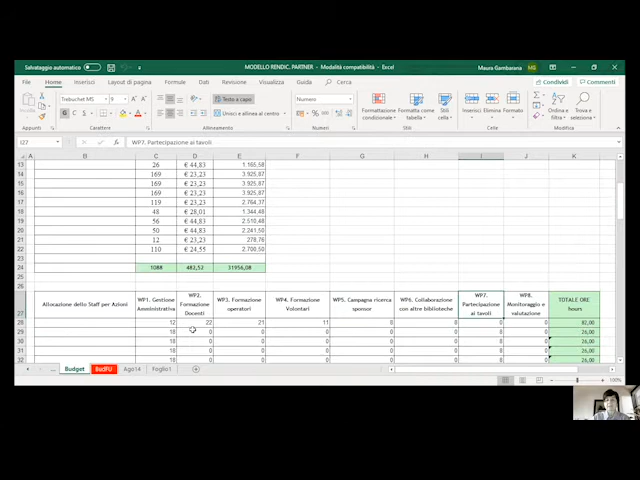 Salvataggio automatico
MODELLO RENDIC. PARTNER - Modalità compatibilità - Excel
Maura Gambarana MS
File Home Inserisci Layout di pagina Formule Dati Revisione Visualizza Guida Cerca
Condividi Commenti
Trebuchet MS 9 Testo a capo Numero
G C S Unisci e allinea al centro
Incolla Formattazione condizionale Formatta come tabella Stili cella Inserisci Elimina Formato Ordina e filtra Trova e seleziona
Appunti Carattere Allineamento Numeri Stili Celle Modifica
I27 WP7. Partecipazione ai tavoli
A B C D E F G H I J K
13 26 € 44,83 1.165,58
14 169 € 23,23 3.925,87
15 169 € 23,23 3.925,87
16 169 € 23,23 3.925,87
17 119 € 23,23 2.764,37
18 48 € 28,01 1.344,48
19 56 € 44,83 2.510,48
20 50 € 44,83 2.241,50
21 12 € 23,23 278,76
22 110 € 24,55 2.700,50
23
24 1088 483,52 31956,08
25
26
27 Allocazione dello Staff per Azioni WP1. Gestione Amministrativa WP2. Formazione Docenti WP3. Formazione operatori WP4. Formazione Volontari WP5. Campagna ricerca sponsor WP6. Collaborazione con altre biblioteche WP7. Partecipazione ai tavoli WP8. Monitoraggio e valutazione TOTALE ORE hours
28 12 22 21 11 8 8 0 0 82,00
29 18 0 0 0 0 0 8 0 26,00
30 18 0 0 0 0 0 8 0 26,00
31 18 0 0 0 0 0 8 0 26,00
32 18 0 0 0 0 0 8 0 26,00
... Budget BudFU Ago14 Foglio1
100%